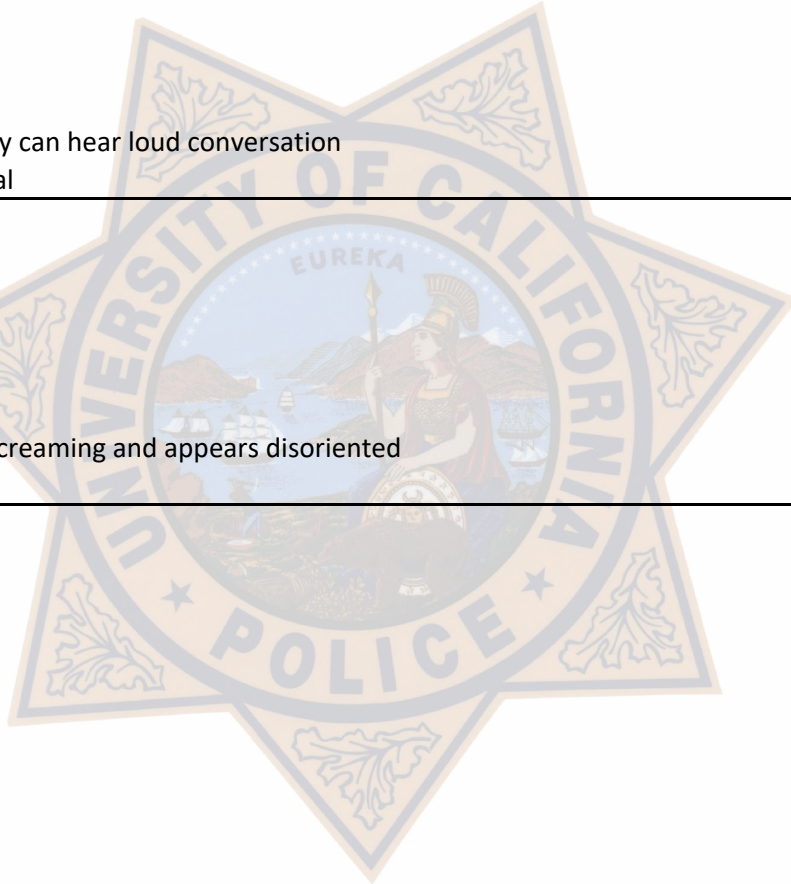 y can hear loud conversation
al
UNIVERSITY OF CALIFORNIA
EUREKA
creaming and appears disoriented
POLICE